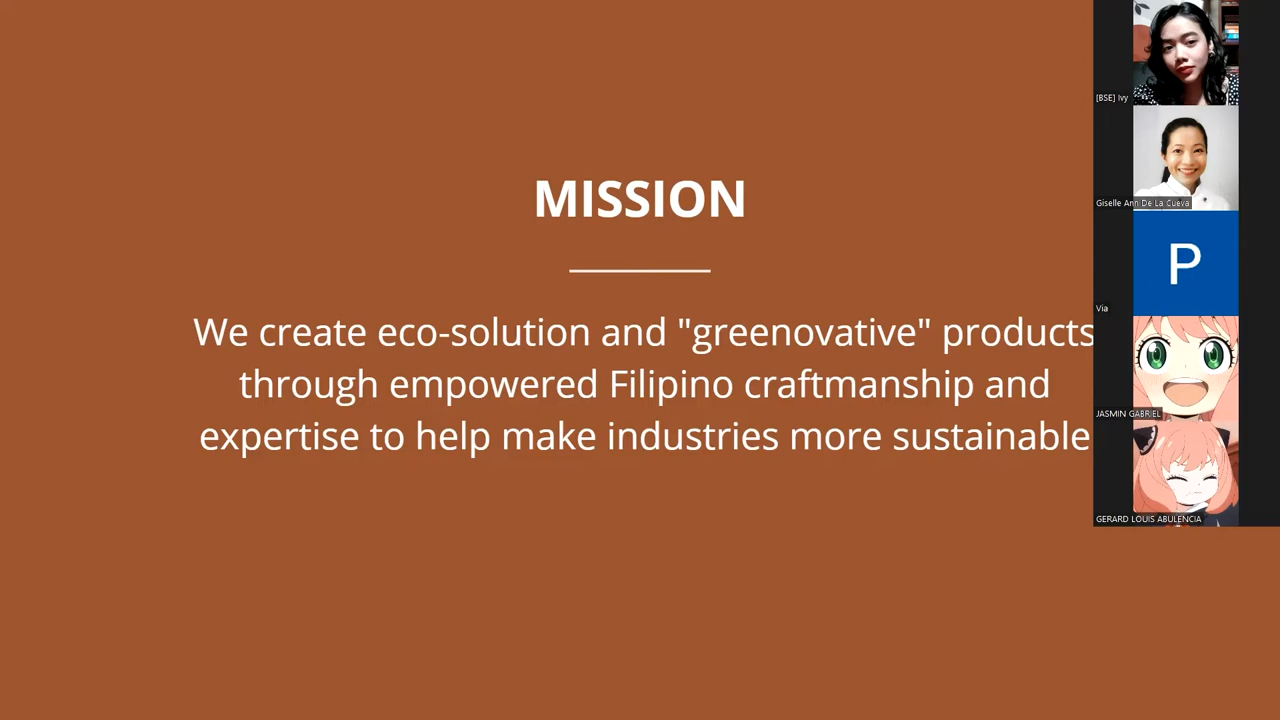 MISSION
We create eco-solution and "greenovative" products
through empowered Filipino craftmanship and
expertise to help make industries more sustainable
[BSE] Ivy
Giselle Ann De La Cueva
P
Via
JASMIN GABRIEL
GERARD LOUIS ABULENCIA